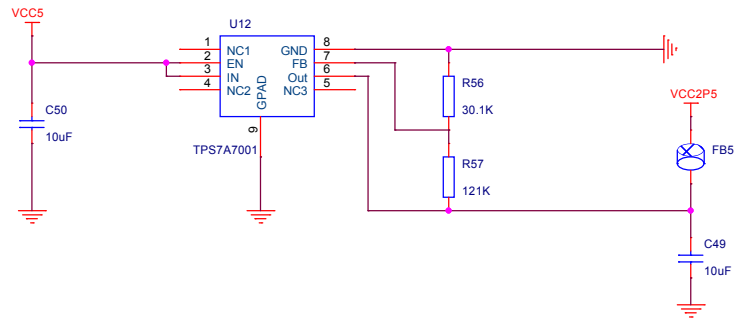 VCC5
U12
1 NC1 GND 8
2 EN FB 7
3 IN Out 6
4 NC2 NC3 5
GPAD
9
TPS7A7001
C50
10uF
R56
30.1K
R57
121K
VCC2P5
FB5
C49
10uF